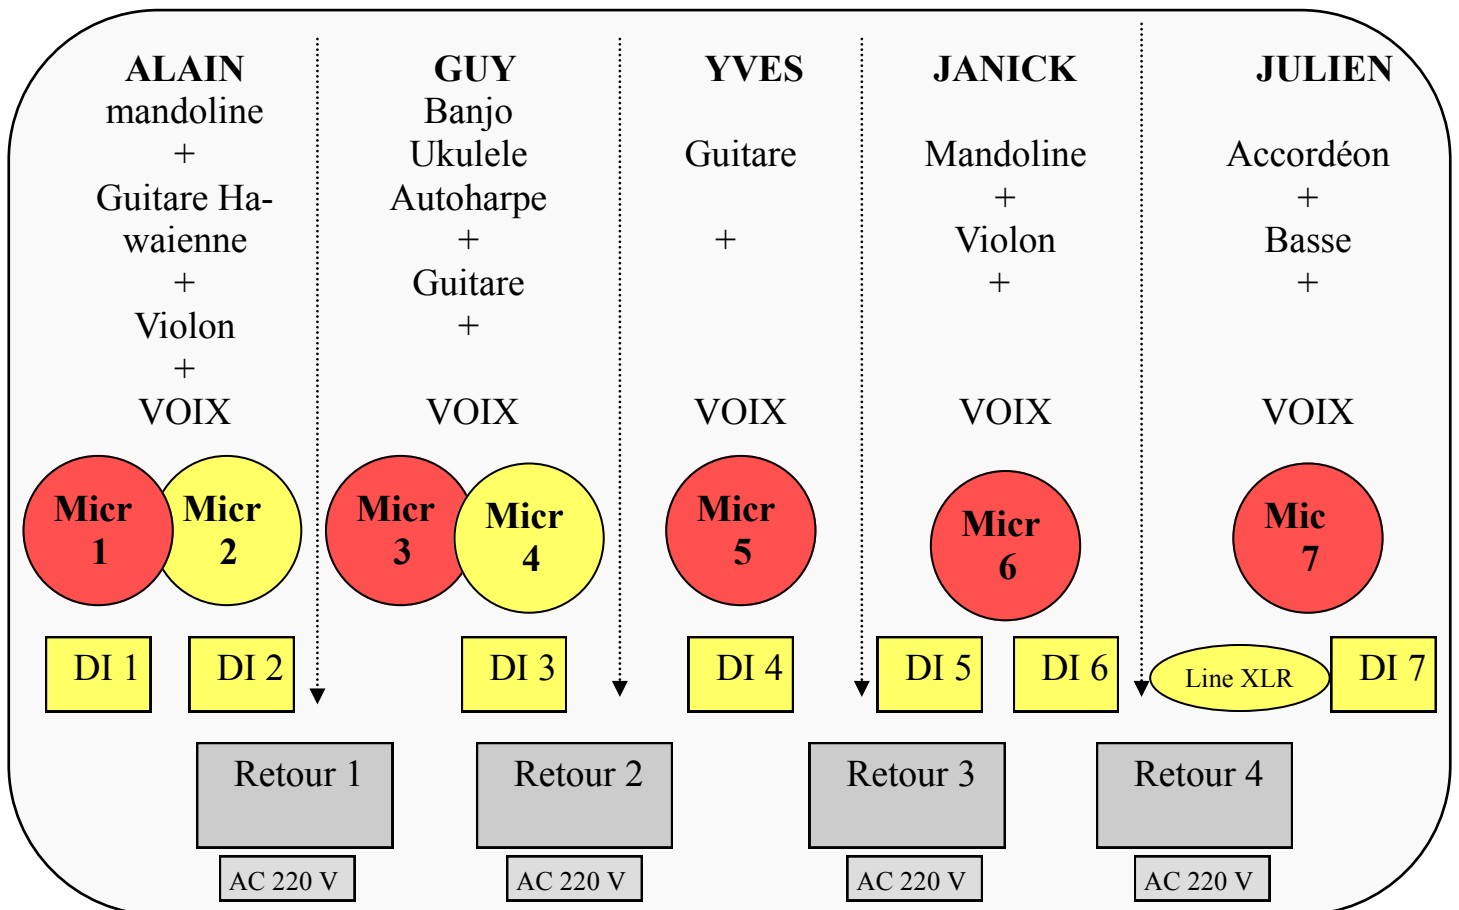 ALAIN
mandoline
+
Guitare Ha-
waienne
+
Violon
+
VOIX
GUY
Banjo
Ukulele
Autoharpe
+
Guitare
+
VOIX
YVES
Guitare
+
VOIX
JANICK
Mandoline
+
Violon
+
VOIX
JULIEN
Accordéon
+
Basse
+
VOIX
Micr
1
Micr
2
Micr
3
Micr
4
Micr
5
Micr
6
Mic
7
DI 1
DI 2
DI 3
DI 4
DI 5
DI 6
Line XLR
DI 7
Retour 1
Retour 2
Retour 3
Retour 4
AC 220 V
AC 220 V
AC 220 V
AC 220 V